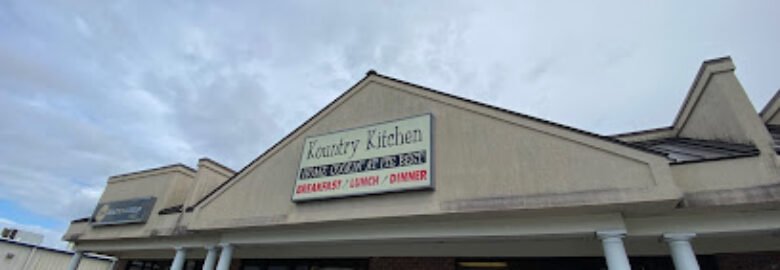 Kountry Kitchen
HOME COOKIN' AT ITS BEST
BREAKFAST / LUNCH / DINNER